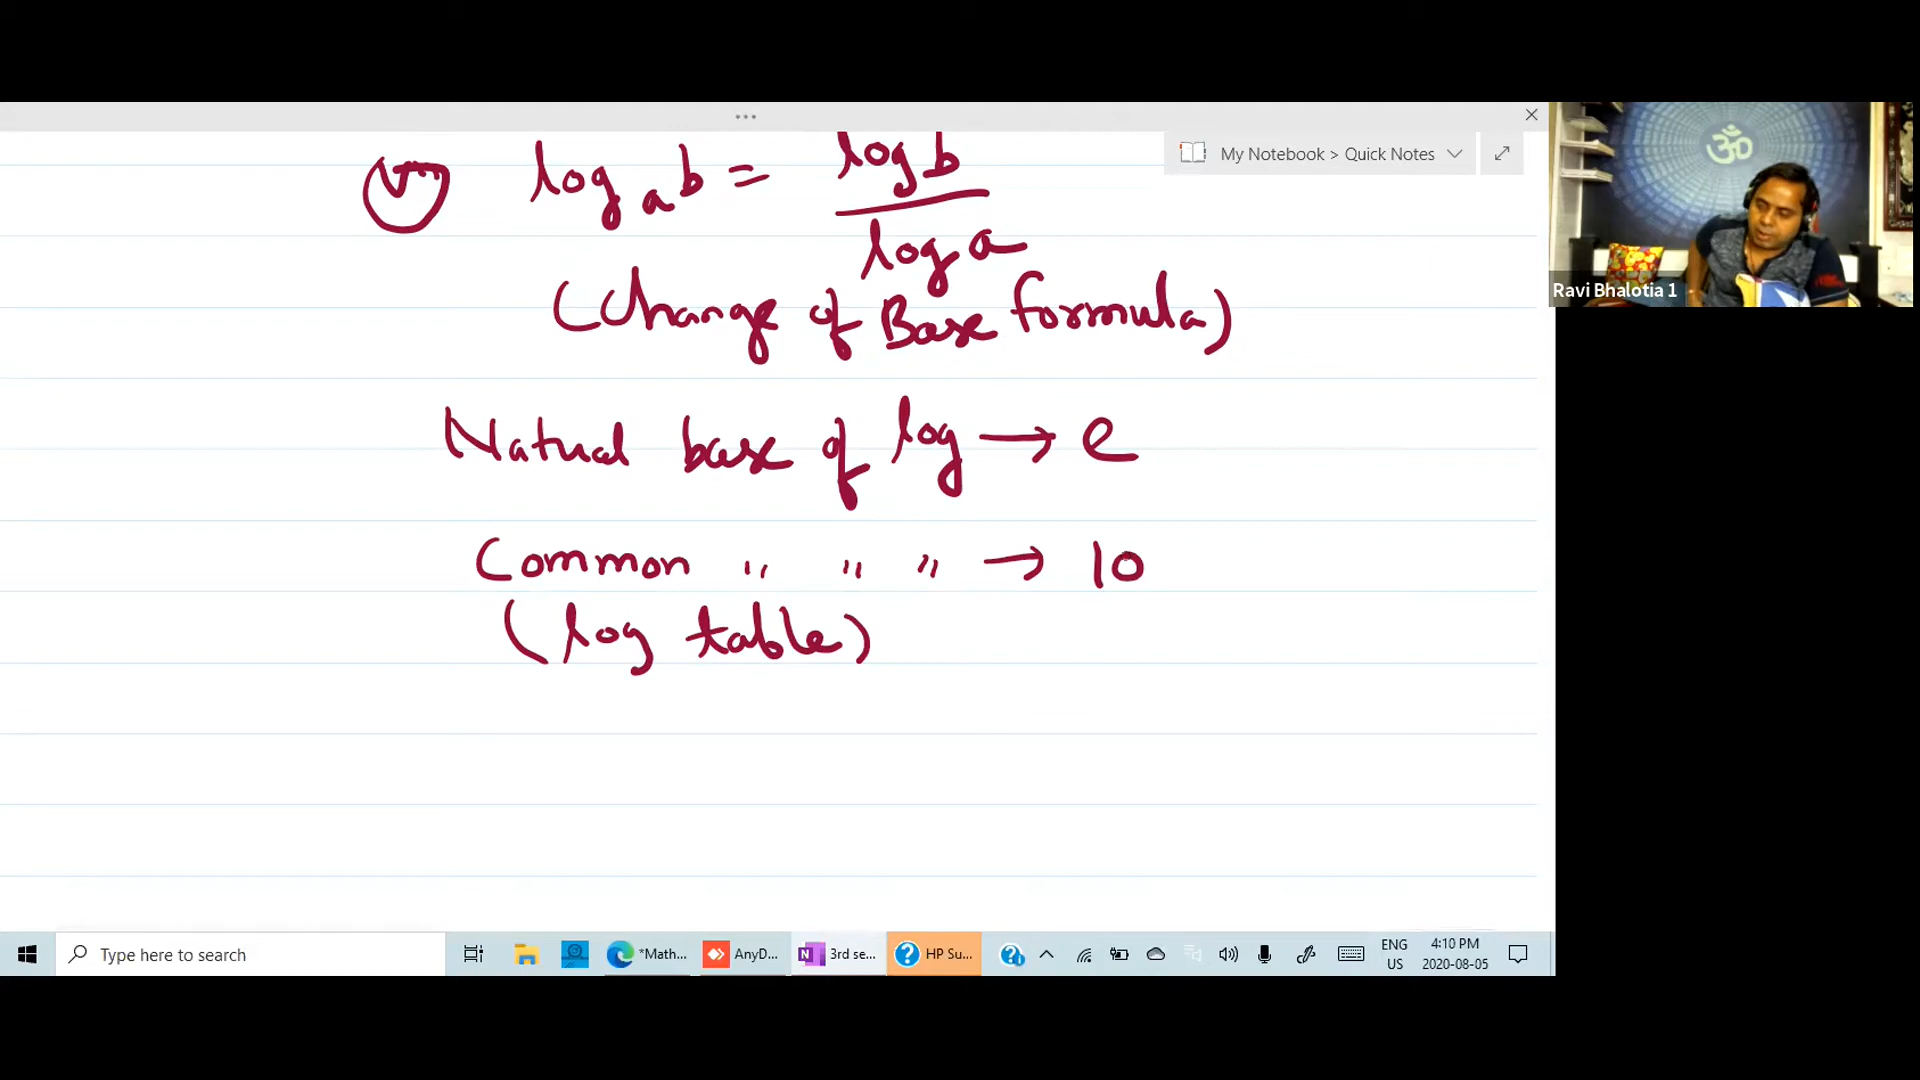 ...
My Notebook > Quick Notes
log b
log a b =
log a
(Change of Base formula)
Ravi Bhalotia 1
Natural base of log → e
Common " " " → 10
(log table)
Type here to search
*Math...
AnyD...
3rd se...
HP Su...
ENG
US
4:10 PM
2020-08-05